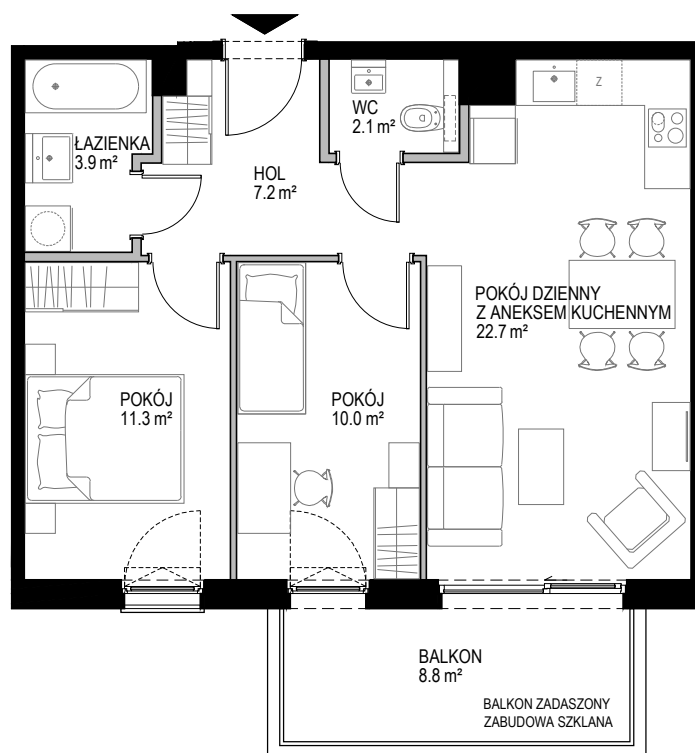 WC
2.1 m²
Z
ŁAZIENKA
3.9 m²
HOL
7.2 m²
POKÓJ DZIENNY
Z ANEKSEM KUCHENNYM
22.7 m²
POKÓJ
11.3 m²
POKÓJ
10.0 m²
BALKON
8.8 m²
BALKON ZADASZONY
ZABUDOWA SZKLANA